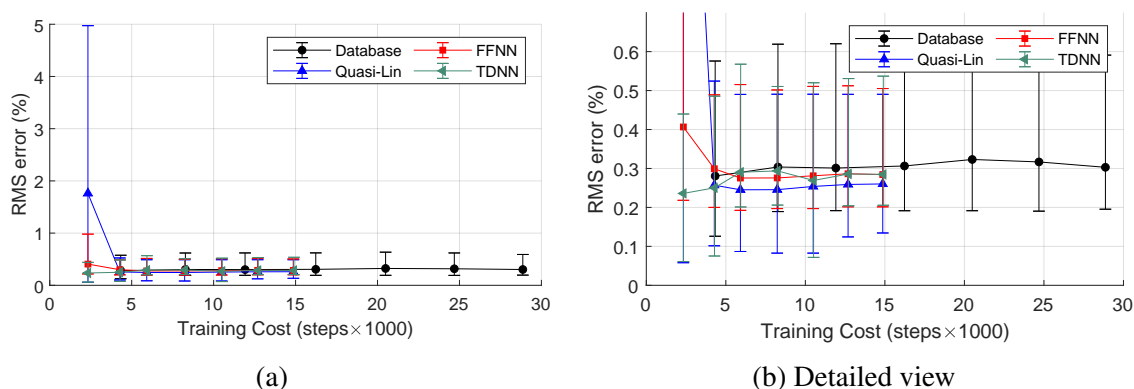 5
4
3
2
1
0
RMS error (%)
Database
FFNN
Quasi-Lin
TDNN
0 5 10 15 20 25 30
Training Cost (steps×1000)
(a)
0.6
0.5
0.4
0.3
0.2
0.1
0
RMS error (%)
Database
FFNN
Quasi-Lin
TDNN
0 5 10 15 20 25 30
Training Cost (steps×1000)
(b) Detailed view